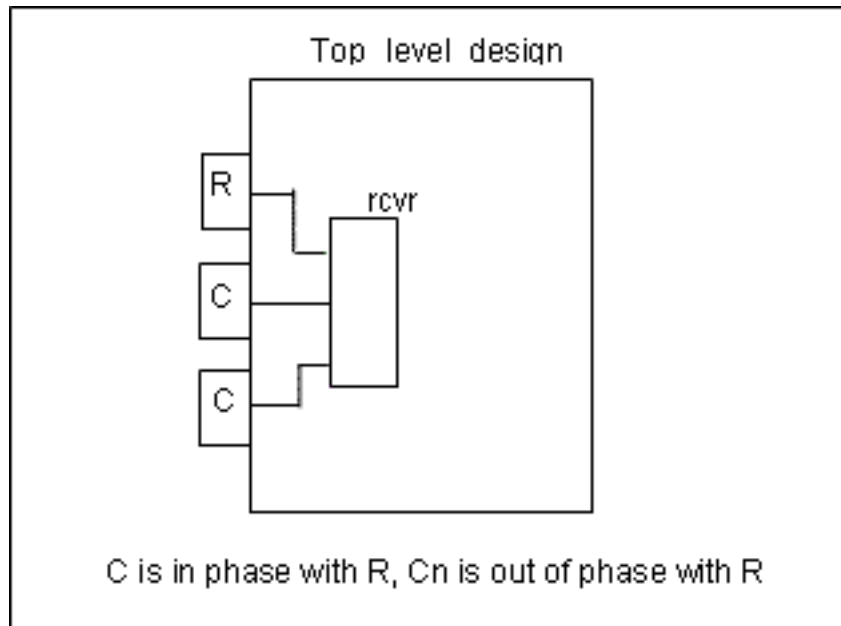 Top level design
R
rcvr
C
C
C is in phase with R, Cn is out of phase with R